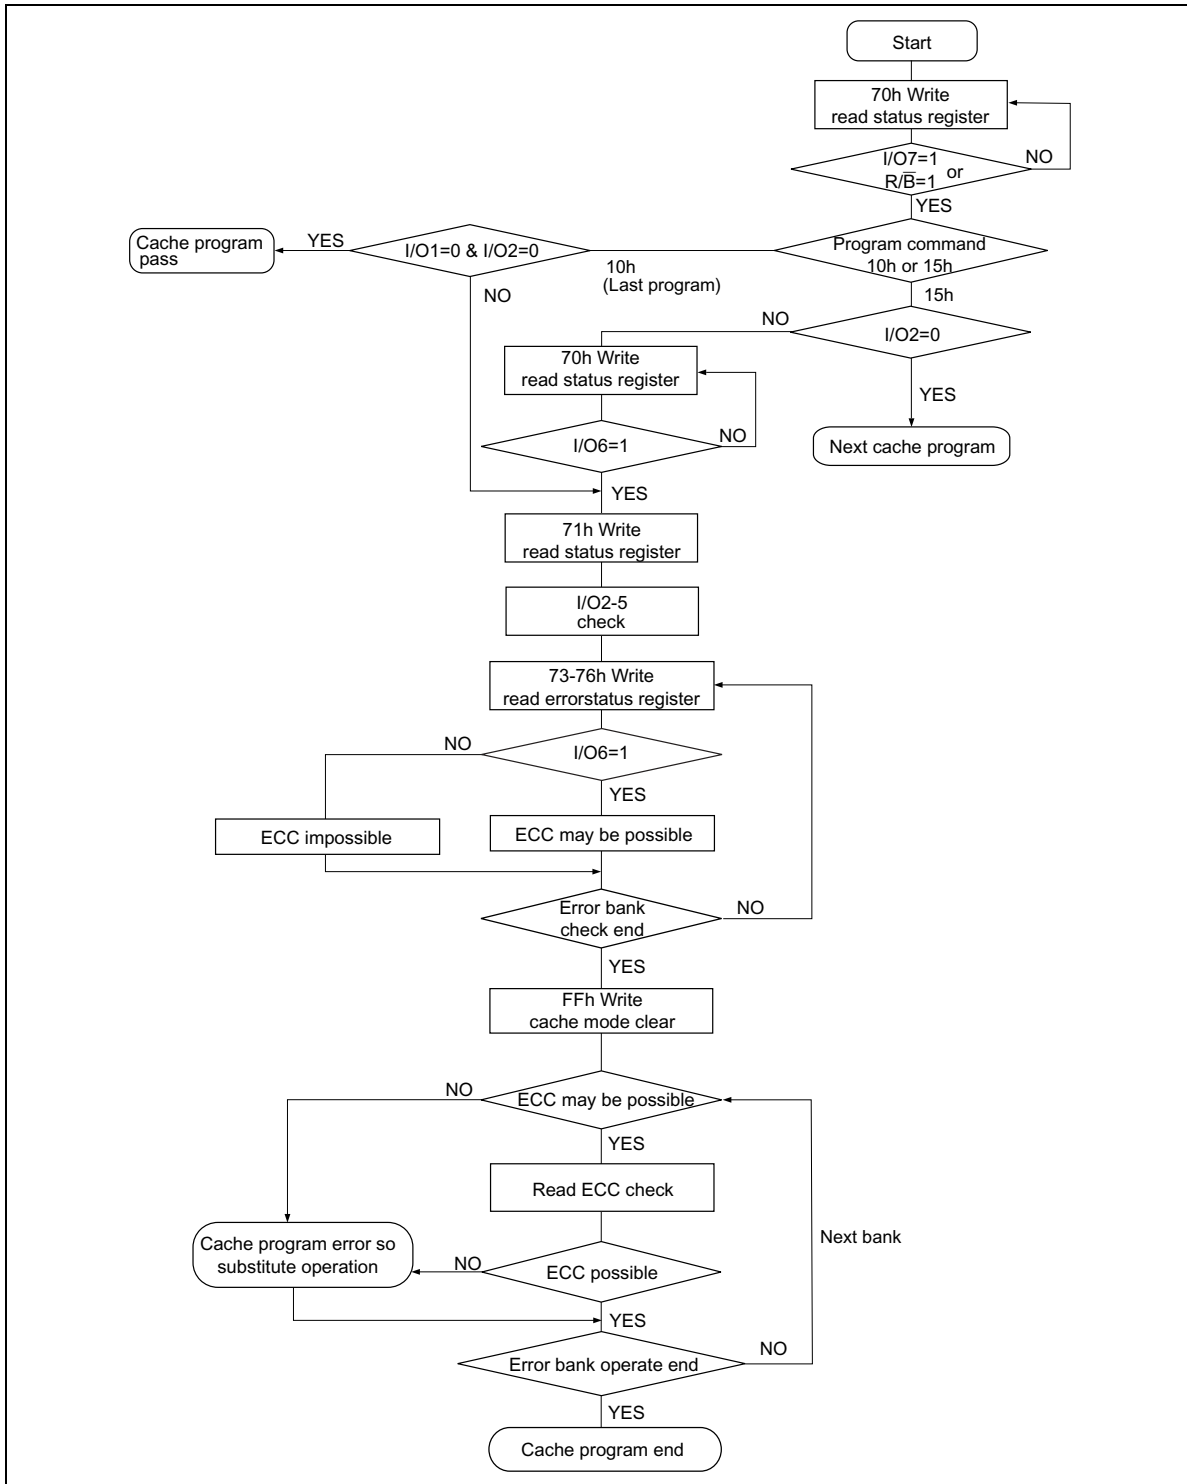 Start
70h Write
read status register
I/O7=1
R/B̅=1 or
NO
YES
Cache program
pass
YES
I/O1=0 & I/O2=0
Program command
10h or 15h
10h
(Last program)
NO
15h
NO
I/O2=0
70h Write
read status register
YES
I/O6=1
NO
Next cache program
YES
71h Write
read status register
I/O2-5
check
73-76h Write
read errorstatus register
NO
I/O6=1
YES
ECC impossible
ECC may be possible
Error bank
check end
NO
YES
FFh Write
cache mode clear
NO
ECC may be possible
YES
Read ECC check
Next bank
Cache program error so
substitute operation
NO
ECC possible
YES
NO
Error bank operate end
YES
Cache program end